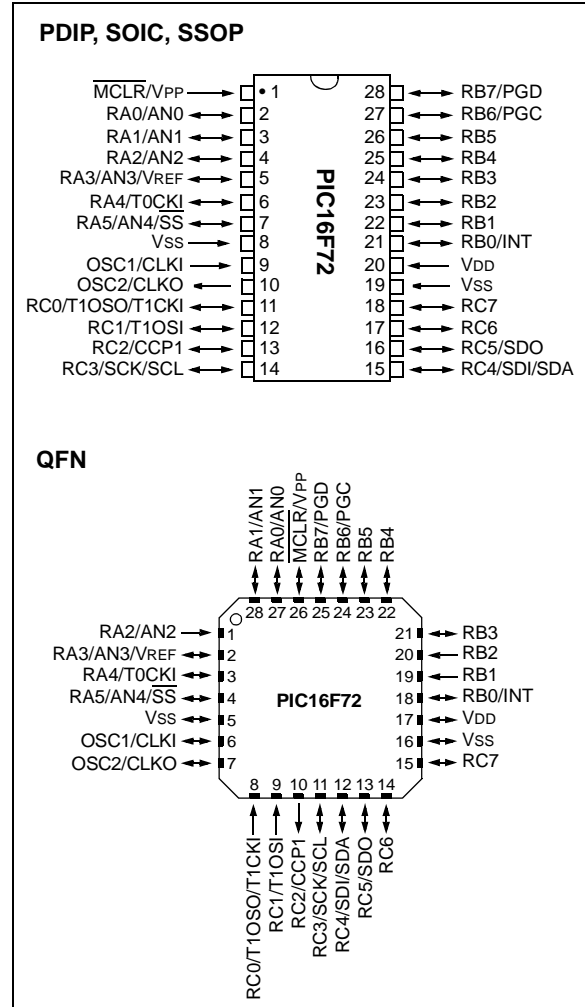 PDIP, SOIC, SSOP
MCLR/VPP
1
28
RB7/PGD
RA0/AN0
2
27
RB6/PGC
RA1/AN1
3
26
RB5
RA2/AN2
4
25
RB4
RA3/AN3/VREF
5
24
RB3
RA4/T0CKI
6
23
RB2
RA5/AN4/SS
7
22
RB1
VSS
8
21
RB0/INT
OSC1/CLKI
9
20
VDD
OSC2/CLKO
10
19
VSS
RC0/T1OSO/T1CKI
11
18
RC7
RC1/T1OSI
12
17
RC6
RC2/CCP1
13
16
RC5/SDO
RC3/SCK/SCL
14
15
RC4/SDI/SDA
PIC16F72
QFN
RA1/AN1
RA0/AN0
MCLR/VPP
RB7/PGD
RB6/PGC
RB5
RB4
28
27
26
25
24
23
22
RA2/AN2
1
21
RB3
RA3/AN3/VREF
2
20
RB2
RA4/T0CKI
3
19
RB1
RA5/AN4/SS
4
18
RB0/INT
VSS
5
17
VDD
OSC1/CLKI
6
16
VSS
OSC2/CLKO
7
15
RC7
PIC16F72
8
9
10
11
12
13
14
RC0/T1OSO/T1CKI
RC1/T1OSI
RC2/CCP1
RC3/SCK/SCL
RC4/SDI/SDA
RC5/SDO
RC6